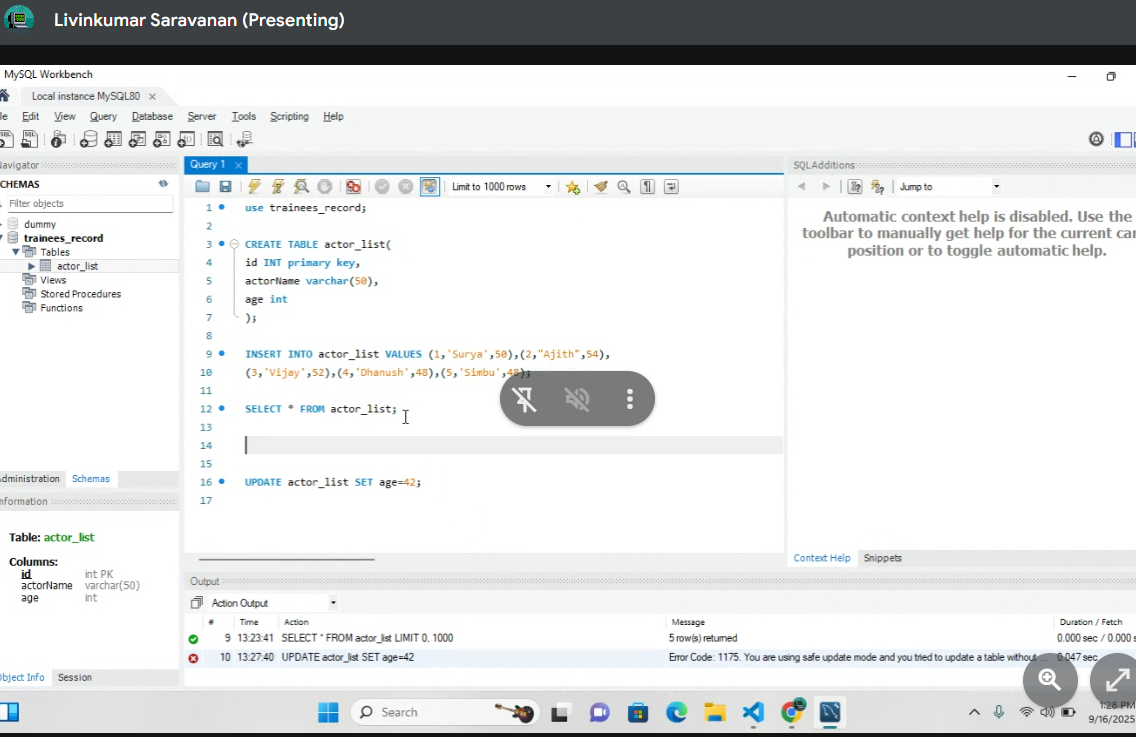 Livinkumar Saravanan (Presenting)
MySQL Workbench
Local instance MySQL80
Edit View Query Database Server Tools Scripting Help
Navigator
Query 1
SQLAdditions
SCHEMAS
Limit to 1000 rows
Jump to
Filter objects
dummy
trainees_record
Tables
actor_list
Views
Stored Procedures
Functions
1 use trainees_record;
2
3 CREATE TABLE actor_list(
4 id INT primary key,
5 actorName varchar(50),
6 age int
7 );
8
9 INSERT INTO actor_list VALUES (1,'Surya',50),(2,"Ajith",54),
10 (3,'Vijay',52),(4,'Dhanush',48),(5,'Simbu',48);
11
12 SELECT * FROM actor_list;
13
14
15
16 UPDATE actor_list SET age=42;
17
Automatic context help is disabled. Use the
toolbar to manually get help for the current car
position or to toggle automatic help.
Administration Schemas
Information
Table: actor_list
Columns:
id int PK
actorName varchar(50)
age int
Object Info Session
Context Help Snippets
Output
Action Output
# Time Action Message Duration / Fetch
9 13:23:41 SELECT * FROM actor_list LIMIT 0, 1000 5 row(s) returned 0.000 sec / 0.000 s
10 13:27:40 UPDATE actor_list SET age=42 Error Code: 1175. You are using safe update mode and you tried to update a table without ... 0.047 sec
Search
1:28 PM
9/16/2025